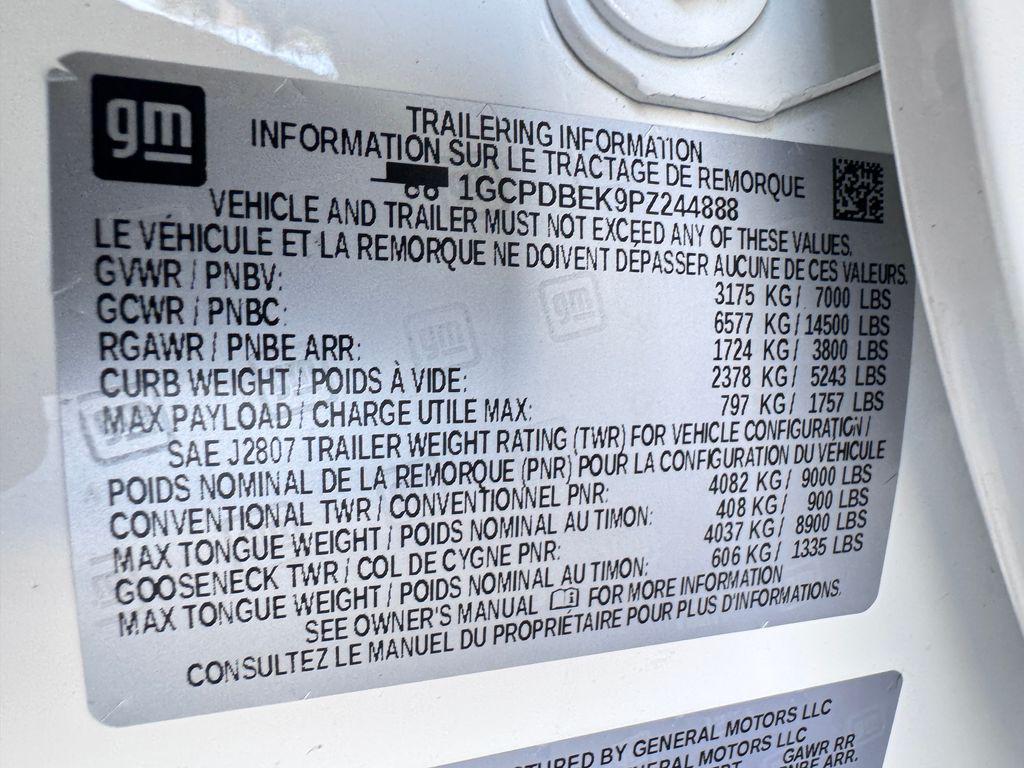 gm
TRAILERING INFORMATION
INFORMATION SUR LE TRACTAGE DE REMORQUE
1GCPDBEK9PZ244888
VEHICLE AND TRAILER MUST NOT EXCEED ANY OF THESE VALUES.
LE VÉHICULE ET LA REMORQUE NE DOIVENT DÉPASSER AUCUNE DE CES VALEURS.
GVWR / PNBV: 3175 KG / 7000 LBS
GCWR / PNBC: 6577 KG / 14500 LBS
RGAWR / PNBE ARR: 1724 KG / 3800 LBS
CURB WEIGHT / POIDS À VIDE: 2378 KG / 5243 LBS
MAX PAYLOAD / CHARGE UTILE MAX: 797 KG / 1757 LBS
SAE J2807 TRAILER WEIGHT RATING (TWR) FOR VEHICLE CONFIGURATION /
POIDS NOMINAL DE LA REMORQUE (PNR) POUR LA CONFIGURATION DU VÉHICULE
CONVENTIONAL TWR / CONVENTIONNEL PNR: 4082 KG / 9000 LBS
MAX TONGUE WEIGHT / POIDS NOMINAL AU TIMON: 408 KG / 900 LBS
GOOSENECK TWR / COL DE CYGNE PNR: 4037 KG / 8900 LBS
MAX TONGUE WEIGHT / POIDS NOMINAL AU TIMON: 606 KG / 1335 LBS
SEE OWNER'S MANUAL FOR MORE INFORMATION
CONSULTEZ LE MANUEL DU PROPRIÉTAIRE POUR PLUS D'INFORMATIONS.
BY GENERAL MOTORS LLC
MOTORS LLC
GAWR RR
ARR.